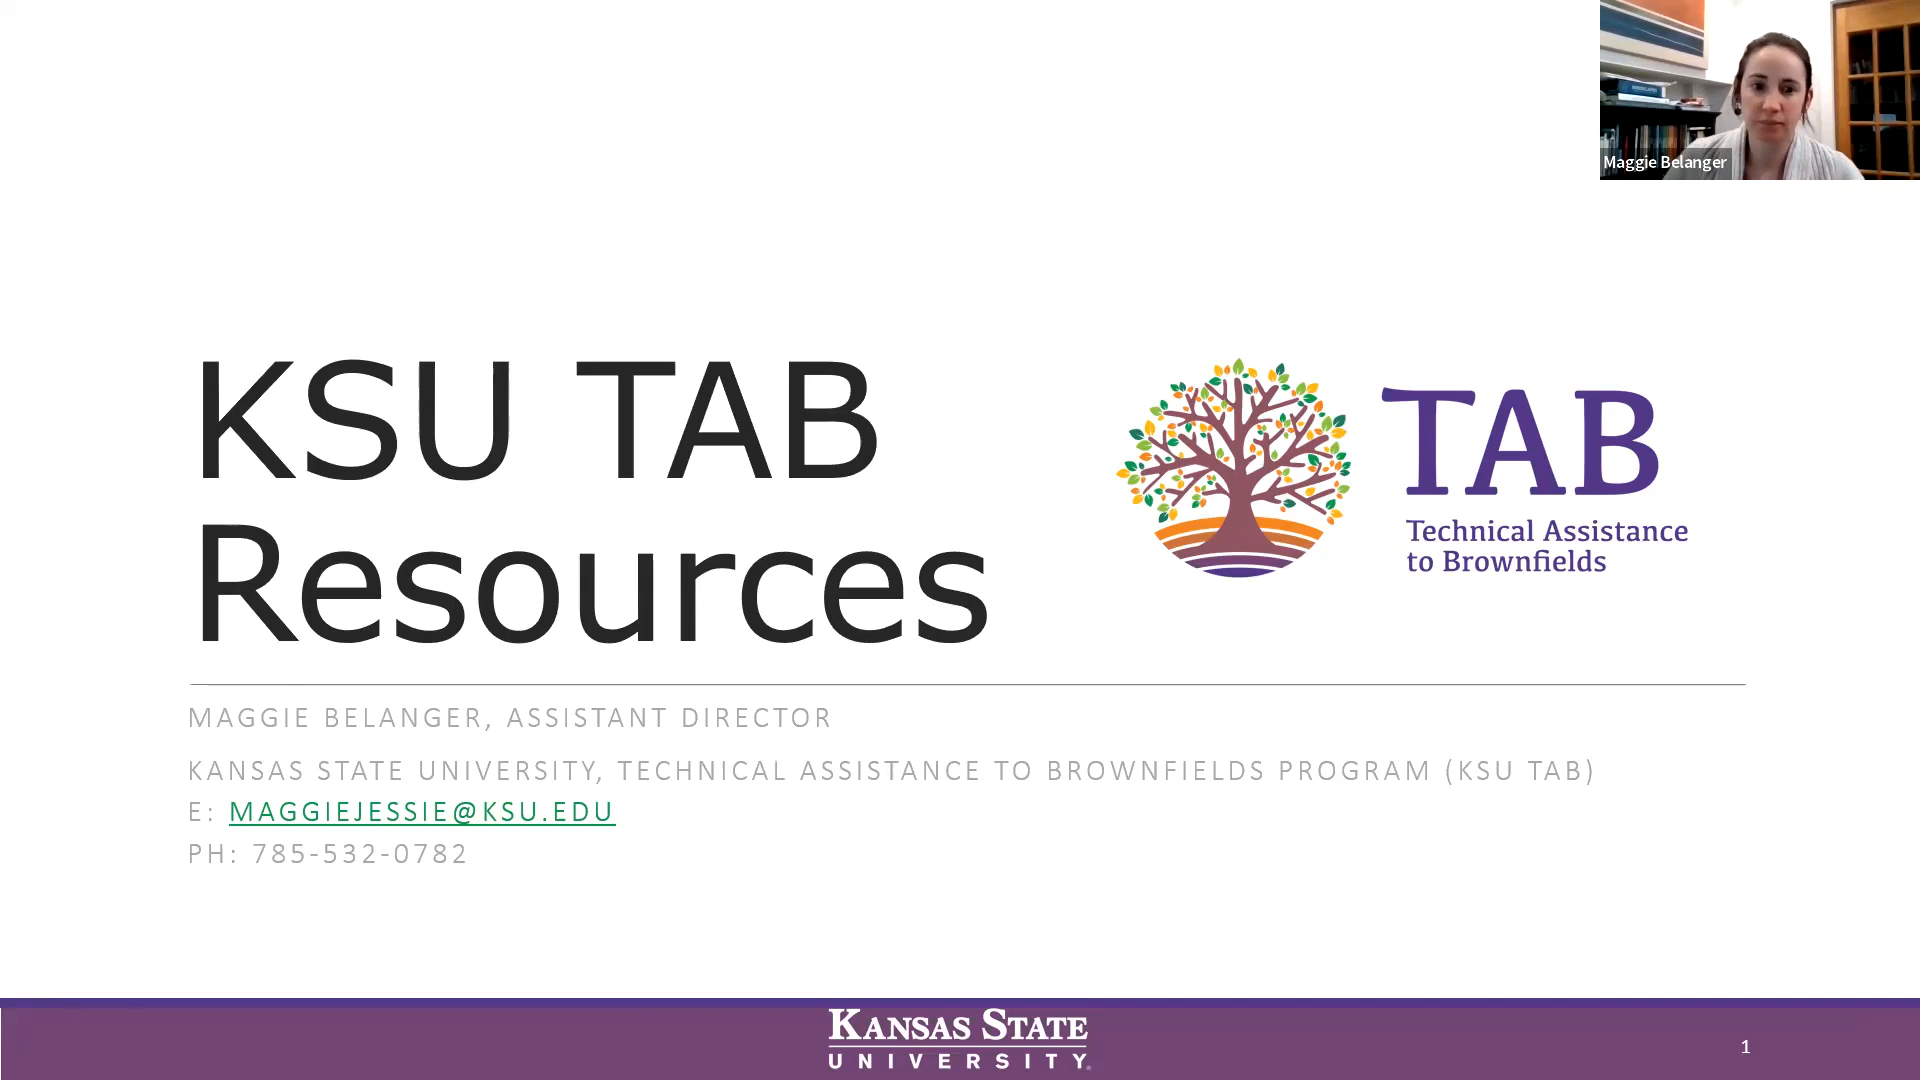 Maggie Belanger
KSU TAB
Resources
TAB
Technical Assistance
to Brownfields
MAGGIE BELANGER, ASSISTANT DIRECTOR
KANSAS STATE UNIVERSITY, TECHNICAL ASSISTANCE TO BROWNFIELDS PROGRAM (KSU TAB)
E: MAGGIEJESSIE@KSU.EDU
PH: 785-532-0782
KANSAS STATE
UNIVERSITY
1